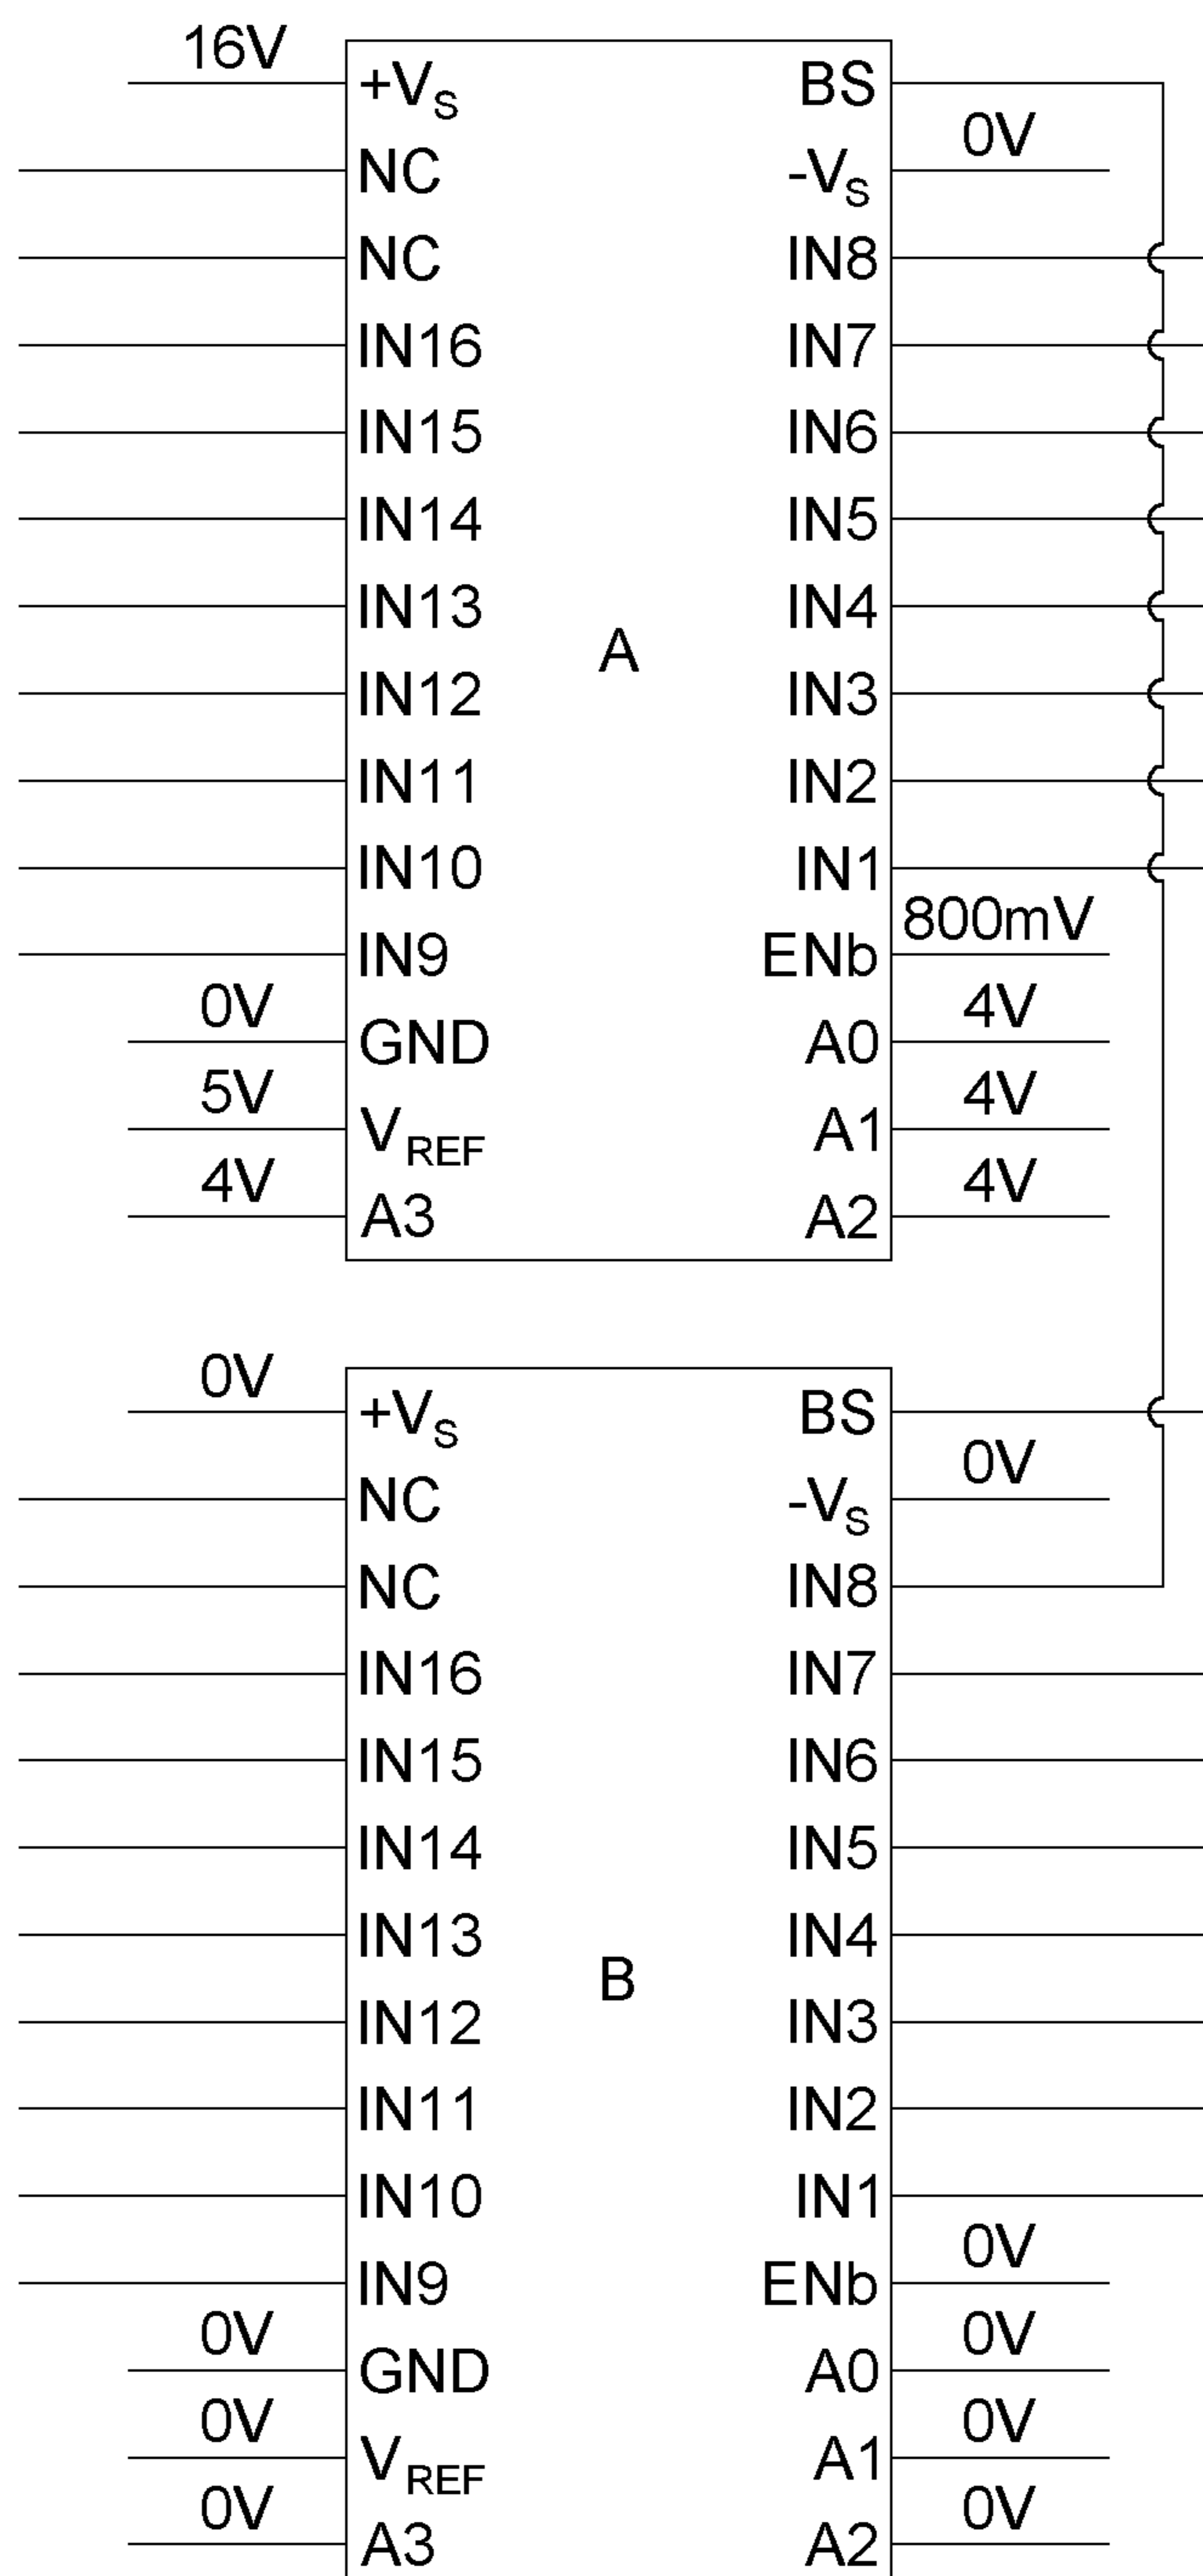 16V
+VS BS
0V
NC -VS
NC IN8
IN16 IN7
IN15 IN6
IN14 IN5
IN13 IN4
A
IN12 IN3
IN11 IN2
IN10 IN1
800mV
IN9 ENb
0V 4V
GND A0
5V 4V
VREF A1
4V 4V
A3 A2
0V
+VS BS
0V
NC -VS
NC IN8
IN16 IN7
IN15 IN6
IN14 IN5
IN13 IN4
B
IN12 IN3
IN11 IN2
IN10 IN1
0V
IN9 ENb
0V 0V
GND A0
0V 0V
VREF A1
0V 0V
A3 A2